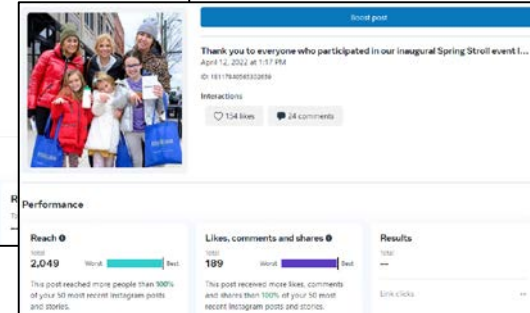 Boost post
Thank you to everyone who participated in our inaugural Spring Stroll event I...
April 12, 2022 at 1:17 PM
Interactions
154 likes
24 comments
Performance
Reach
Total
2,049
Worst
Best
This post reached more people than 100%
of your 50 most recent Instagram posts
and stories.
Likes, comments and shares
Total
189
Worst
Best
This post received more likes, comments
and shares than 100% of your 50 most
recent Instagram posts and stories.
Results
Total
--
Link clicks
--